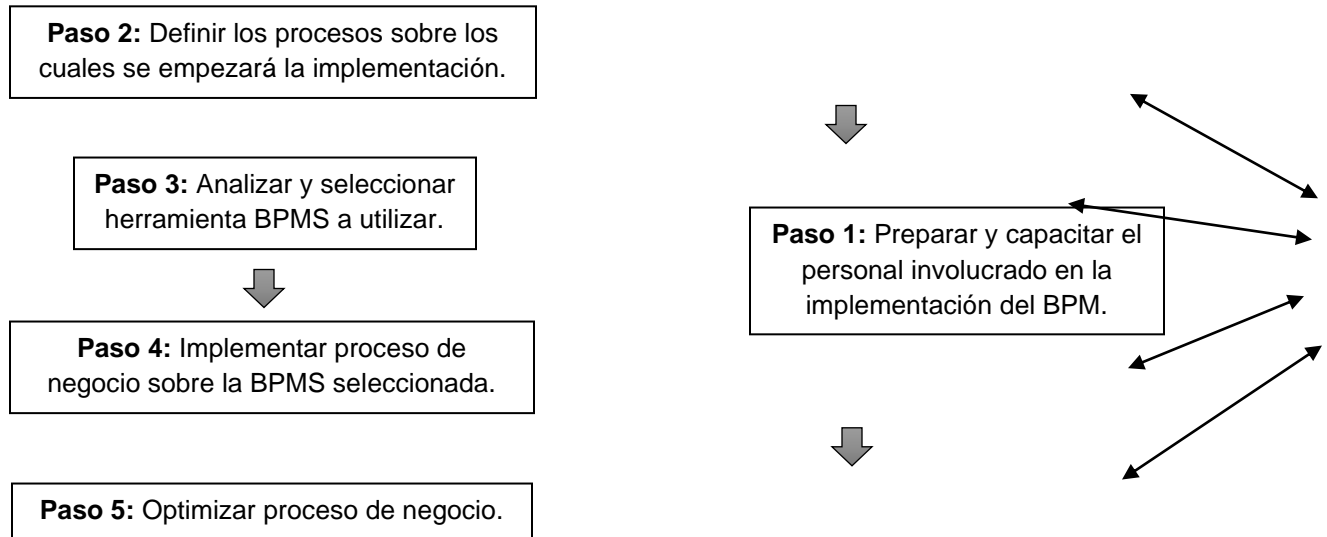 Paso 2: Definir los procesos sobre los
cuales se empezará la implementación.
Paso 3: Analizar y seleccionar
herramienta BPMS a utilizar.
Paso 1: Preparar y capacitar el
personal involucrado en la
implementación del BPM.
Paso 4: Implementar proceso de
negocio sobre la BPMS seleccionada.
Paso 5: Optimizar proceso de negocio.